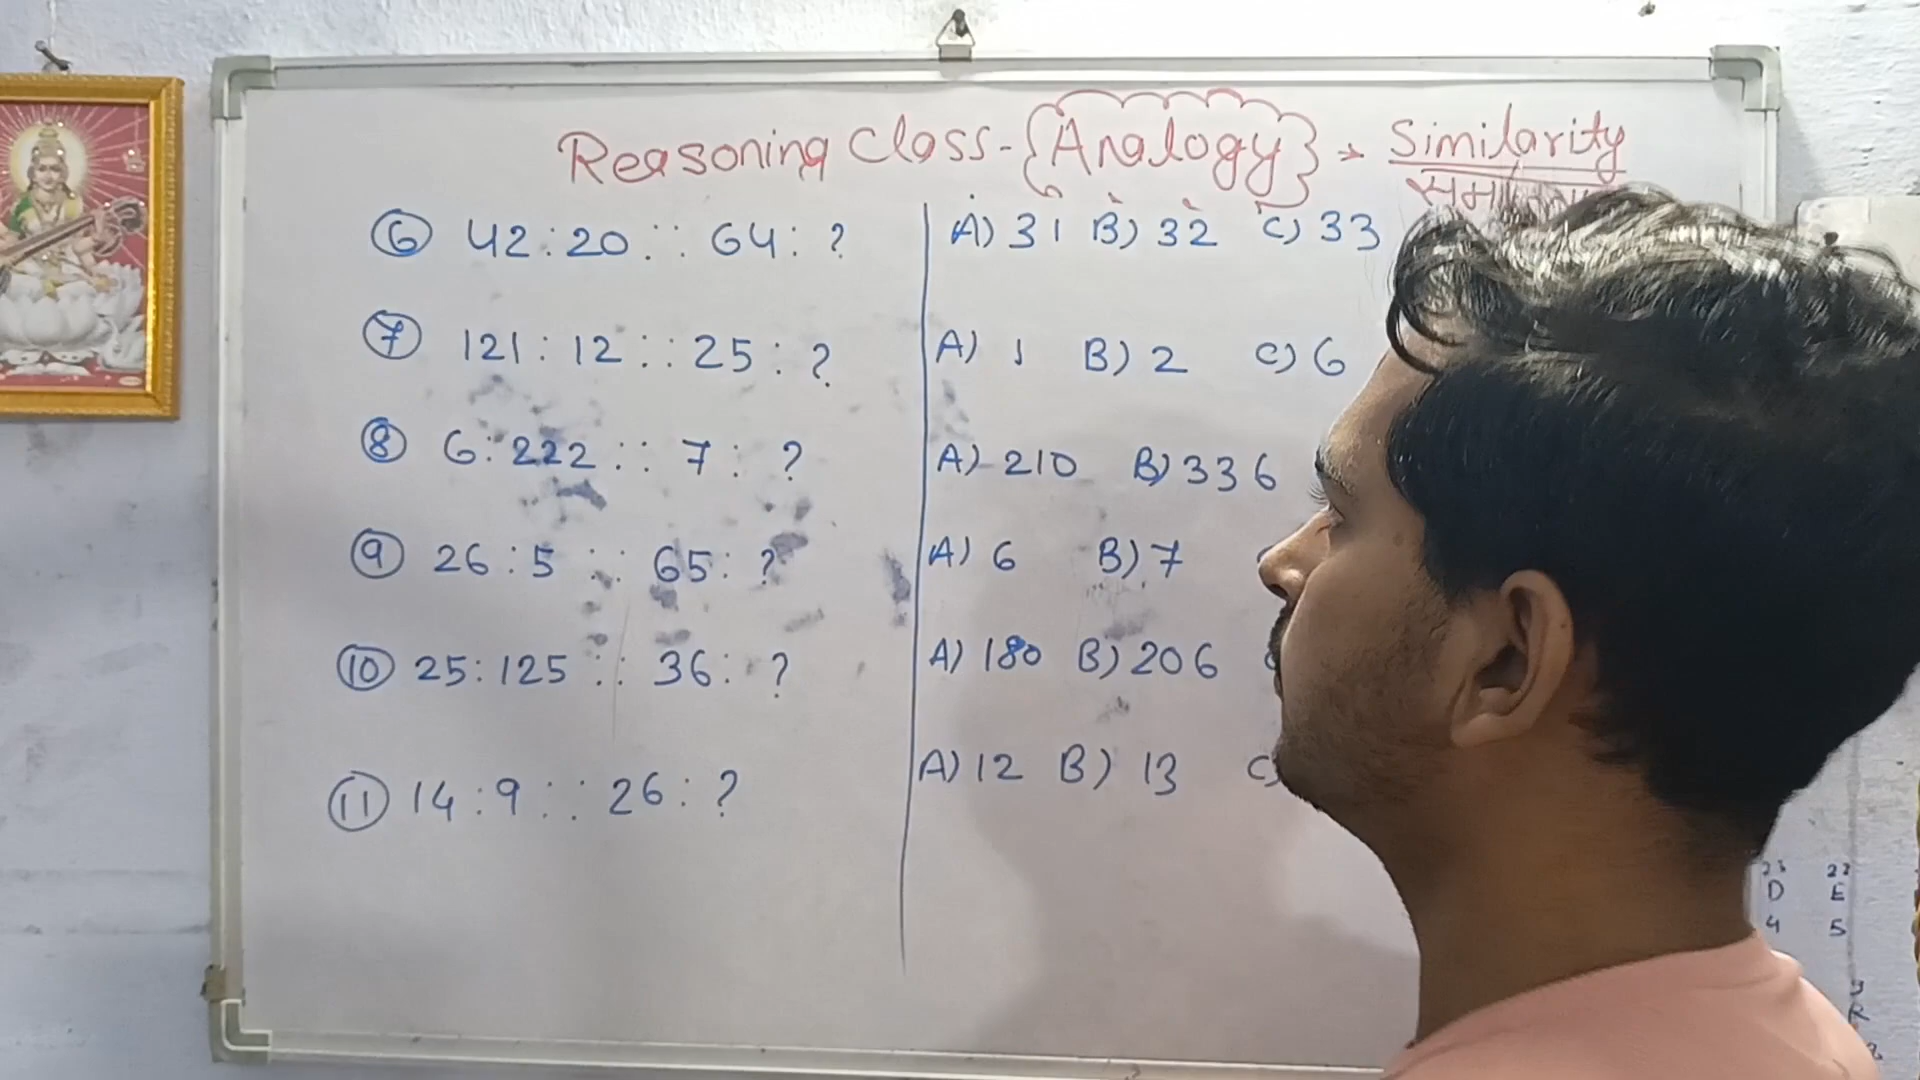 Reasoning Class - {Analogy} → Similarity
⑥ 42 : 20 :: 64 : ? A) 31 B) 32 C) 33
⑦ 121 : 12 :: 25 : ? A) 1 B) 2 C) 6
⑧ 6 : 222 :: 7 : ? A) 210 B) 336
⑨ 26 : 5 :: 65 : ? A) 6 B) 7
⑩ 25 : 125 :: 36 : ? A) 180 B) 206
⑪ 14 : 9 :: 26 : ? A) 12 B) 13 C)
23 22
D E
4 5